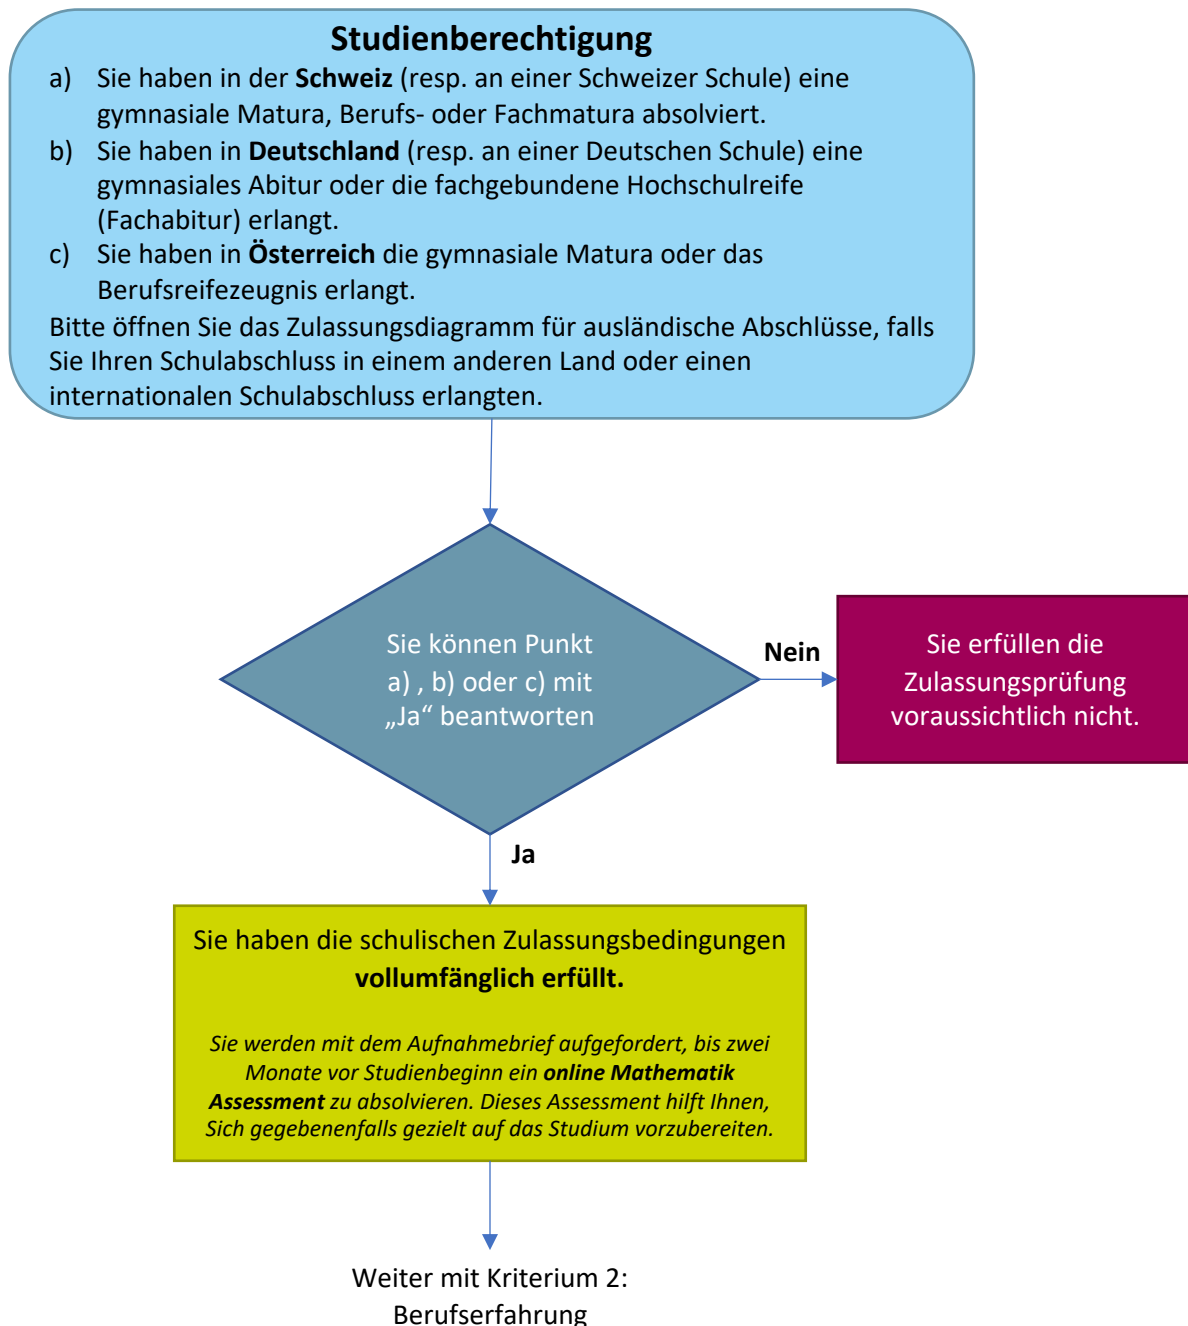 Studienberechtigung
a) Sie haben in der Schweiz (resp. an einer Schweizer Schule) eine
gymnasiale Matura, Berufs- oder Fachmatura absolviert.
b) Sie haben in Deutschland (resp. an einer Deutschen Schule) eine
gymnasiales Abitur oder die fachgebundene Hochschulreife
(Fachabitur) erlangt.
c) Sie haben in Österreich die gymnasiale Matura oder das
Berufsreifezeugnis erlangt.
Bitte öffnen Sie das Zulassungsdiagramm für ausländische Abschlüsse, falls
Sie Ihren Schulabschluss in einem anderen Land oder einen
internationalen Schulabschluss erlangten.
Sie können Punkt
a) , b) oder c) mit
„Ja“ beantworten
Nein
Sie erfüllen die
Zulassungsprüfung
voraussichtlich nicht.
Ja
Sie haben die schulischen Zulassungsbedingungen
vollumfänglich erfüllt.
Sie werden mit dem Aufnahmebrief aufgefordert, bis zwei
Monate vor Studienbeginn ein online Mathematik
Assessment zu absolvieren. Dieses Assessment hilft Ihnen,
Sich gegebenenfalls gezielt auf das Studium vorzubereiten.
Weiter mit Kriterium 2:
Berufserfahrung